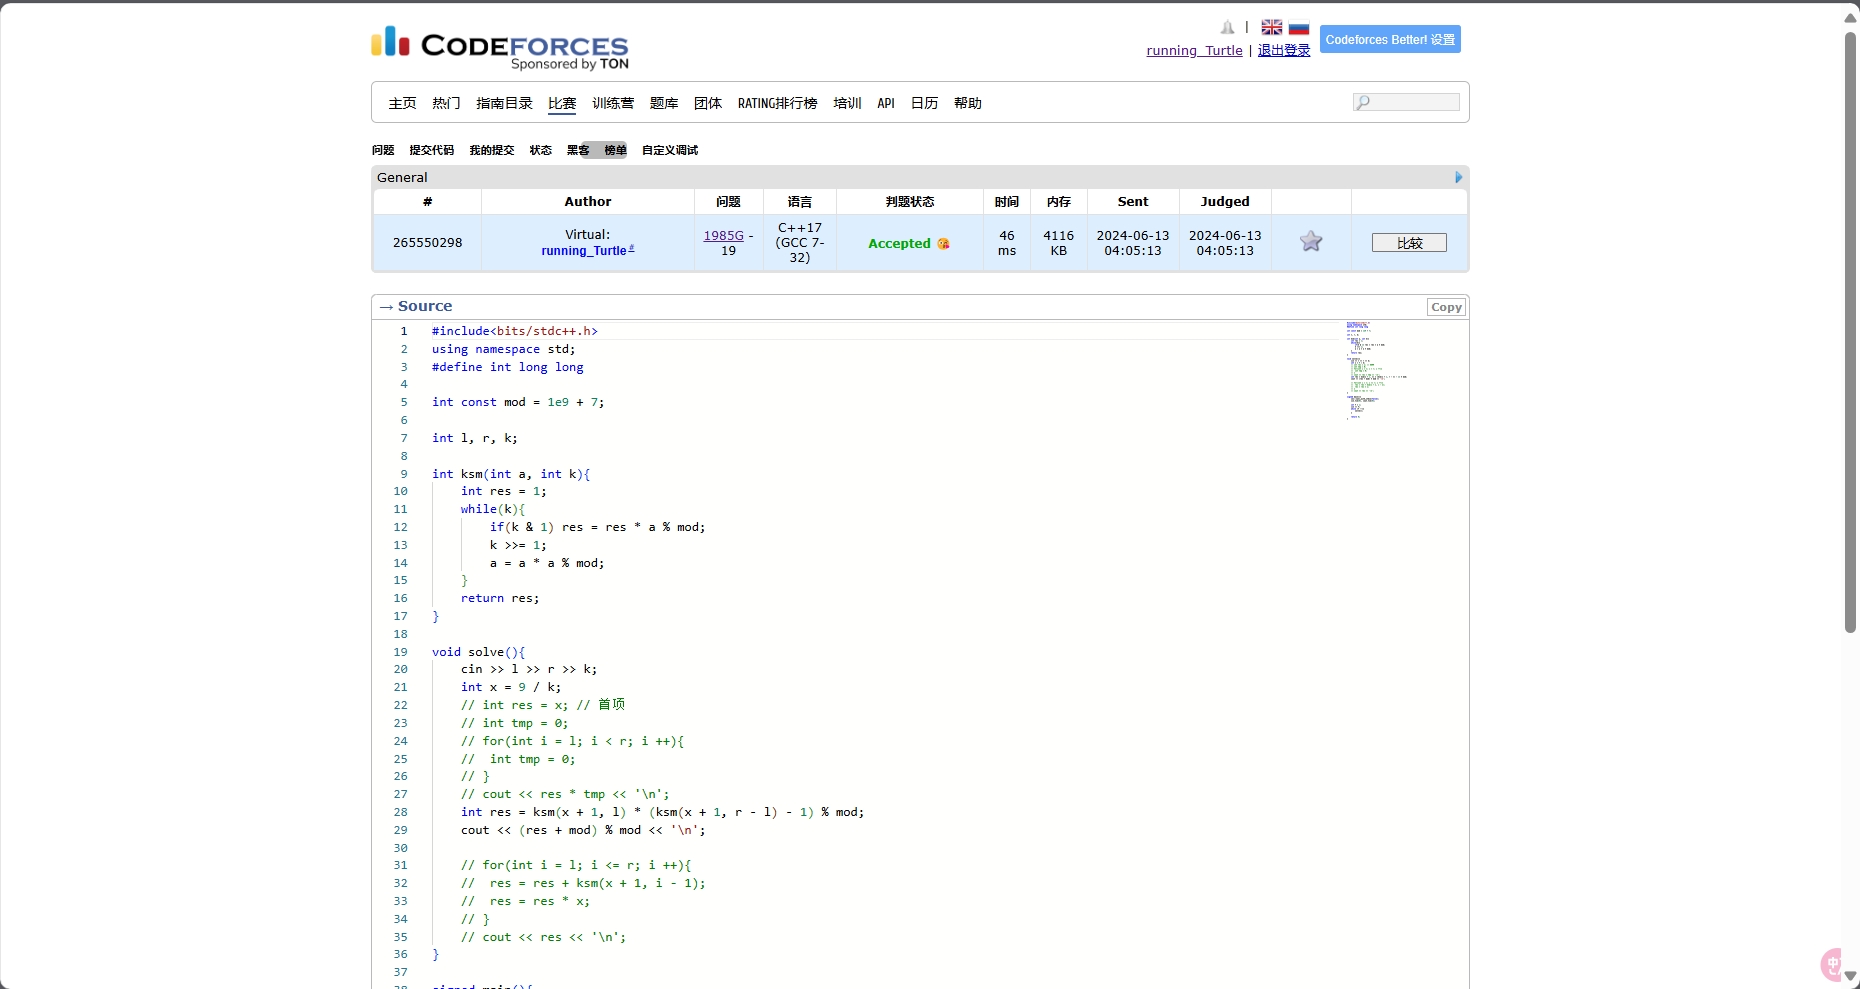 CODEFORCES
Sponsored by TON
|
Codeforces Better! 设置
running_Turtle | 退出登录
主页 热门 指南目录 比赛 训练营 题库 团体 RATING排行榜 培训 API 日历 帮助
问题 提交代码 我的提交 状态 黑客 榜单 自定义调试
General
# Author 问题 语言 判题状态 时间 内存 Sent Judged
265550298 Virtual: running_Turtle# 1985G - 19 C++17 (GCC 7-32) Accepted 46 ms 4116 KB 2024-06-13 04:05:13 2024-06-13 04:05:13 比较
→ Source Copy
1 #include<bits/stdc++.h>
2 using namespace std;
3 #define int long long
4
5 int const mod = 1e9 + 7;
6
7 int l, r, k;
8
9 int ksm(int a, int k){
10 int res = 1;
11 while(k){
12 if(k & 1) res = res * a % mod;
13 k >>= 1;
14 a = a * a % mod;
15 }
16 return res;
17 }
18
19 void solve(){
20 cin >> l >> r >> k;
21 int x = 9 / k;
22 // int res = x; // 首项
23 // int tmp = 0;
24 // for(int i = l; i < r; i ++){
25 //  int tmp = 0;
26 // }
27 // cout << res * tmp << '\n';
28 int res = ksm(x + 1, l) * (ksm(x + 1, r - l) - 1) % mod;
29 cout << (res + mod) % mod << '\n';
30
31 // for(int i = l; i <= r; i ++){
32 //  res = res + ksm(x + 1, i - 1);
33 //  res = res * x;
34 // }
35 // cout << res << '\n';
36 }
37
38 signed main(){